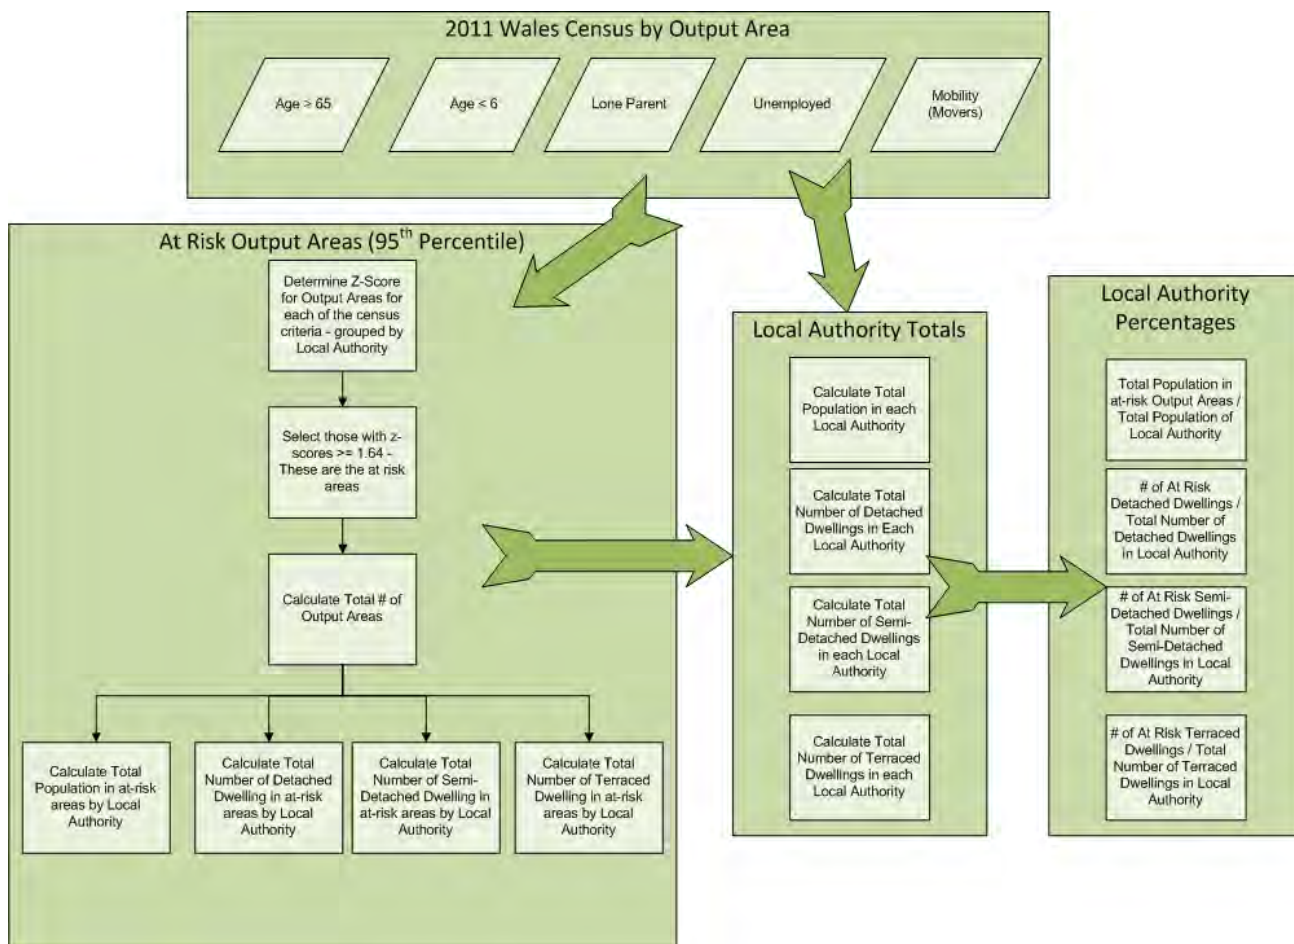 2011 Wales Census by Output Area
Age > 65
Age < 6
Lone Parent
Unemployed
Mobility
(Movers)
At Risk Output Areas (95th Percentile)
Determine Z-Score
for Output Areas for
each of the census
criteria - grouped by
Local Authority
Select those with z-
scores >= 1.64 -
These are the at risk
areas
Calculate Total # of
Output Areas
Calculate Total
Population in at-risk
areas by Local
Authority
Calculate Total
Number of Detached
Dwelling in at-risk
areas by Local
Authority
Calculate Total
Number of Semi-
Detached Dwelling in
at-risk areas by Local
Authority
Calculate Total
Number of Terraced
Dwelling in at-risk
areas by Local
Authority
Local Authority Totals
Calculate Total
Population in each
Local Authority
Calculate Total
Number of Detached
Dwellings in Each
Local Authority
Calculate Total
Number of Semi-
Detached Dwellings
in each Local
Authority
Calculate Total
Number of Terraced
Dwellings in each
Local Authority
Local Authority
Percentages
Total Population in
at-risk Output Areas /
Total Population of
Local Authority
# of At Risk
Detached Dwellings /
Total Number of
Detached Dwellings
in Local Authority
# of At Risk Semi-
Detached Dwellings /
Total Number of
Semi-Detached
Dwellings in Local
Authority
# of At Risk Terraced
Dwellings / Total
Number of Terraced
Dwellings in Local
Authority